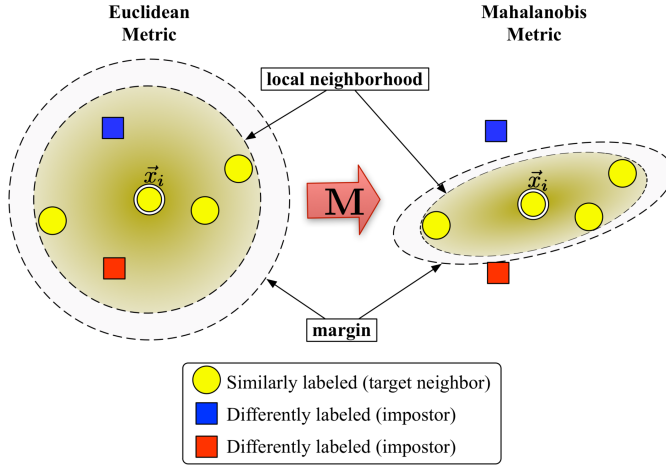 Euclidean
Metric
Mahalanobis
Metric
local neighborhood
x⃗ᵢ
M
x⃗ᵢ
margin
Similarly labeled (target neighbor)
Differently labeled (impostor)
Differently labeled (impostor)